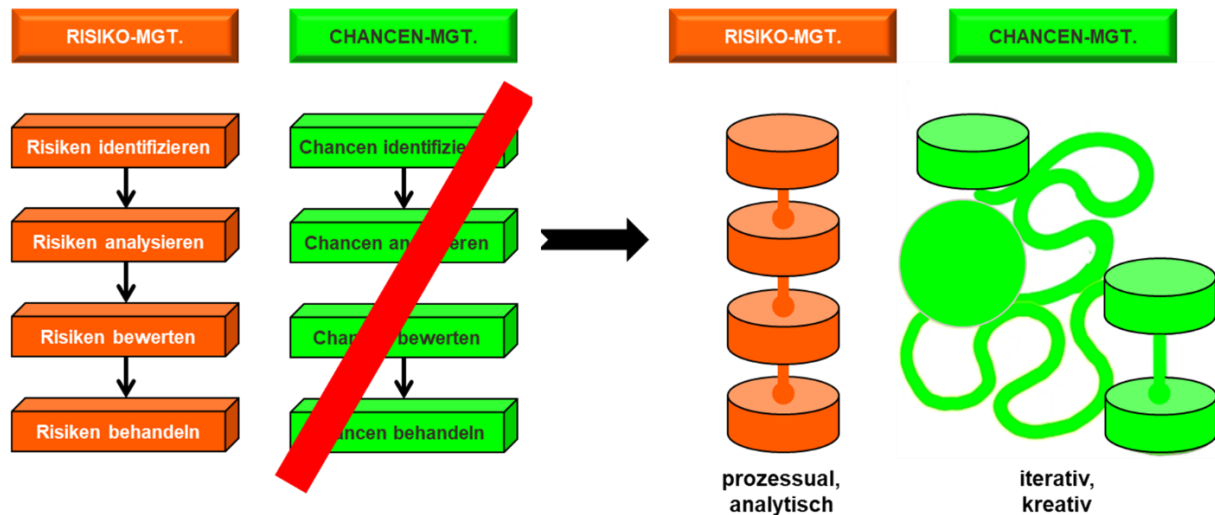 RISIKO-MGT.
CHANCEN-MGT.
RISIKO-MGT.
CHANCEN-MGT.
Risiken identifizieren
Chancen
Risiken analysieren
Chancen
Risiken bewerten
bewerten
Risiken behandeln
behandeln
prozessual,
analytisch
iterativ,
kreativ